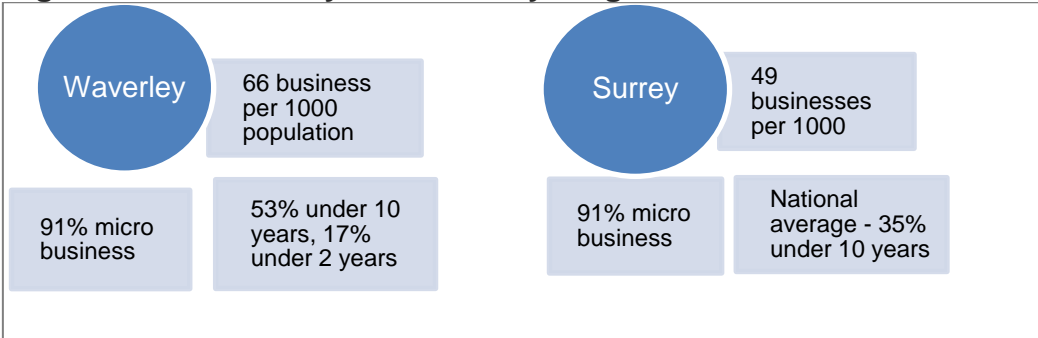 Waverley
66 business
per 1000
population
91% micro
business
53% under 10
years, 17%
under 2 years
Surrey
49
businesses
per 1000
91% micro
business
National
average - 35%
under 10 years